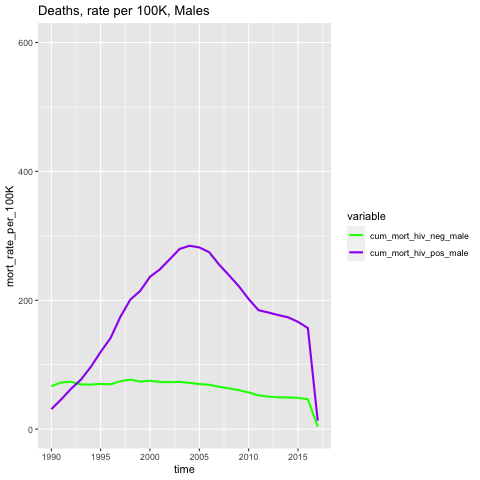 Deaths, rate per 100K, Males
mort_rate_per_100K
600
400
200
0
1990
1995
2000
2005
2010
2015
time
variable
cum_mort_hiv_neg_male
cum_mort_hiv_pos_male